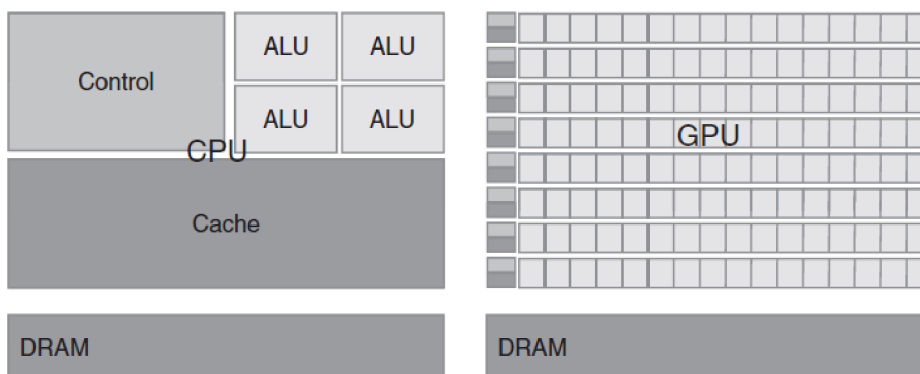 Control
ALU ALU
ALU ALU
CPU
Cache
DRAM
GPU
DRAM